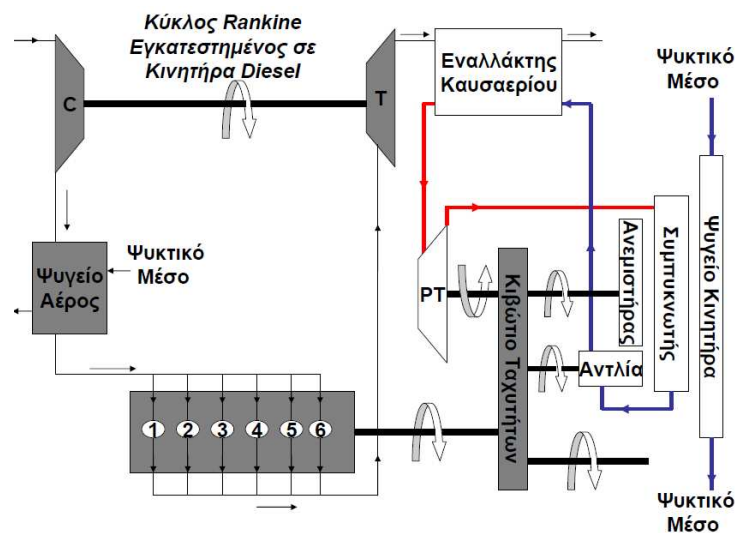 Κύκλος Rankine
Εγκατεστημένος σε
Κινητήρα Diesel
C
T
Εναλλάκτης
Καυσαερίου
Ψυκτικό
Μέσο
Ψυγείο
Αέρος
Ψυκτικό
Μέσο
PT
Κιβώτιο Ταχυτήτων
Ανεμιστήρας
Συμπυκνωτής
Ψυγείο Κινητήρα
Αντλία
1 2 3 4 5 6
Ψυκτικό
Μέσο